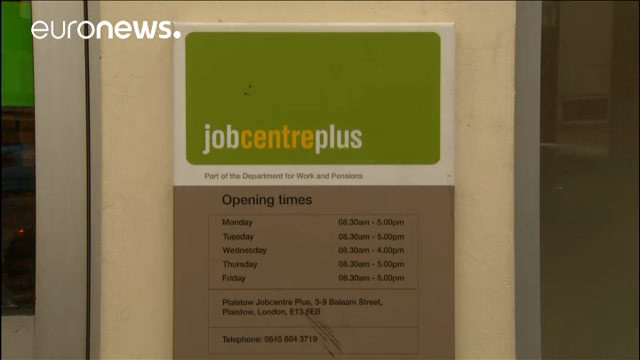 euronews.
jobcentreplus
Part of the Department for Work and Pensions
Opening times
Monday 08.30am - 5.00pm
Tuesday 08.30am - 5.00pm
Wednesday 08.30am - 4.00pm
Thursday 08.30am - 5.00pm
Friday 08.30am - 5.00pm
Plaistow Jobcentre Plus, 3-9 Balaam Street,
Plaistow, London, E13 8EB
Telephone: 0845 604 3719